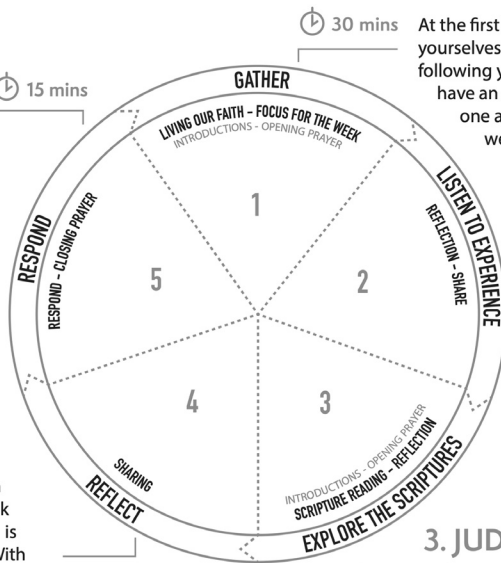 30 mins
At the first
yourselves
following y
have an
one a
we
15 mins
GATHER
LIVING OUR FAITH – FOCUS FOR THE WEEK
INTRODUCTIONS - OPENING PRAYER
1
LISTEN TO EXPERIENCE
REFLECTION – SHARE
2
EXPLORE THE SCRIPTURES
INTRODUCTIONS - OPENING PRAYER
SCRIPTURE READING – REFLECTION
3
REFLECT
SHARING
4
RESPOND
RESPOND – CLOSING PRAYER
5
k
is
With
3. JUD